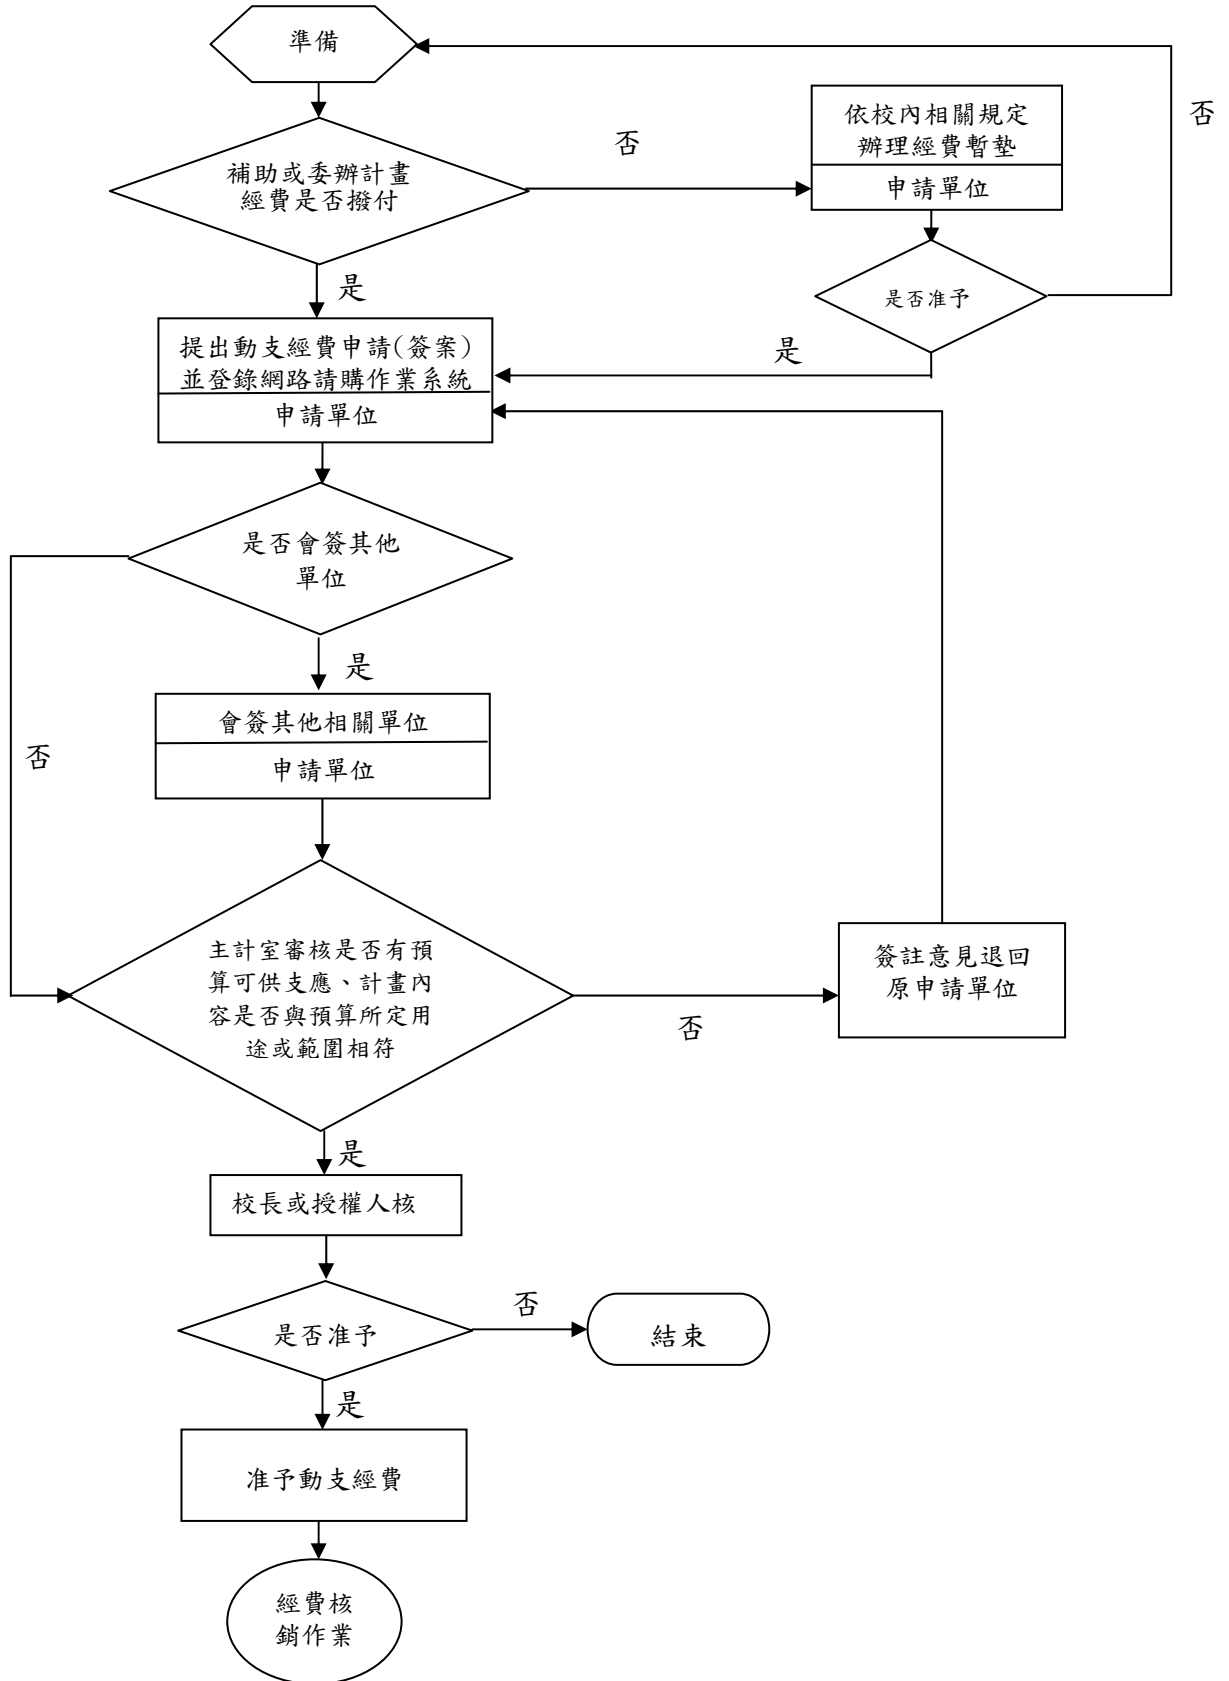 準備
否
依校內相關規定
辦理經費暫墊
申請單位
否
補助或委辦計畫
經費是否撥付
是
是否准予
是
提出動支經費申請(簽案)
並登錄網路請購作業系統
申請單位
是否會簽其他
單位
是
否
會簽其他相關單位
申請單位
主計室審核是否有預
算可供支應、計畫內
容是否與預算所定用
途或範圍相符
否
簽註意見退回
原申請單位
是
校長或授權人核
是否准予
否
結束
是
准予動支經費
經費核
銷作業